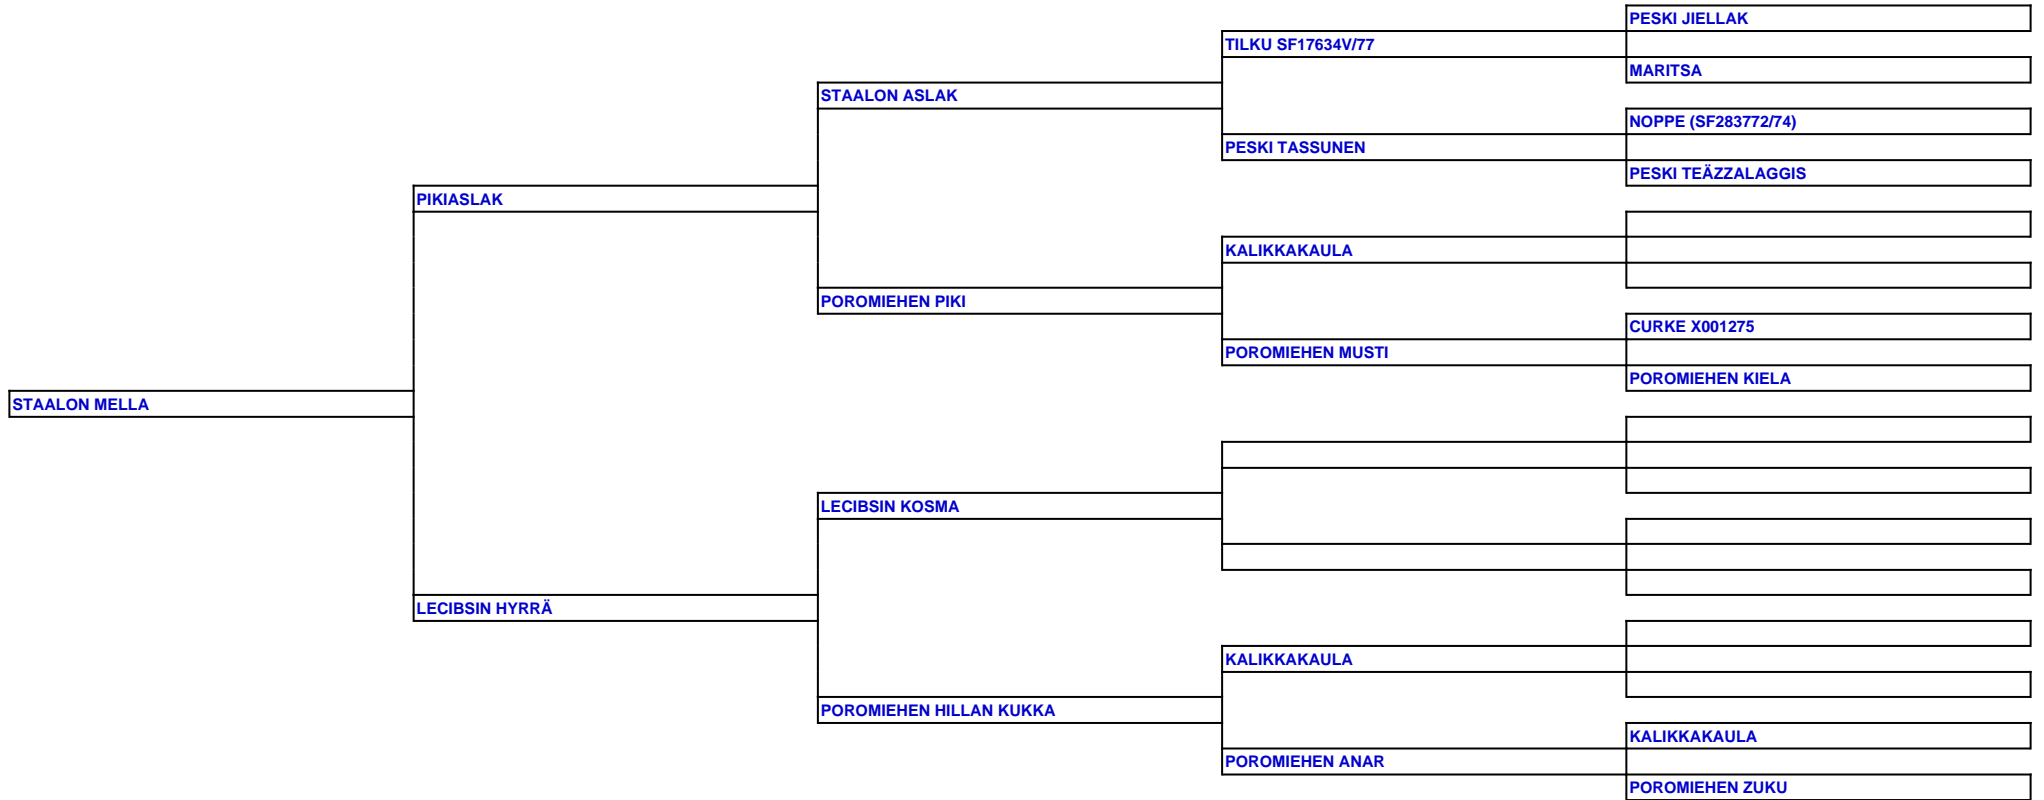 PESKI JIELLAK
TILKU SF17634V/77
MARITSA
STAALON ASLAK
NOPPE (SF283772/74)
PESKI TASSUNEN
PESKI TEÄZZALAGGIS
PIKIASLAK
KALIKKAKAULA
POROMIEHEN PIKI
CURKE X001275
POROMIEHEN MUSTI
POROMIEHEN KIELA
STAALON MELLA
LECIBSIN KOSMA
LECIBSIN HYRRÄ
KALIKKAKAULA
POROMIEHEN HILLAN KUKKA
KALIKKAKAULA
POROMIEHEN ANAR
POROMIEHEN ZUKU